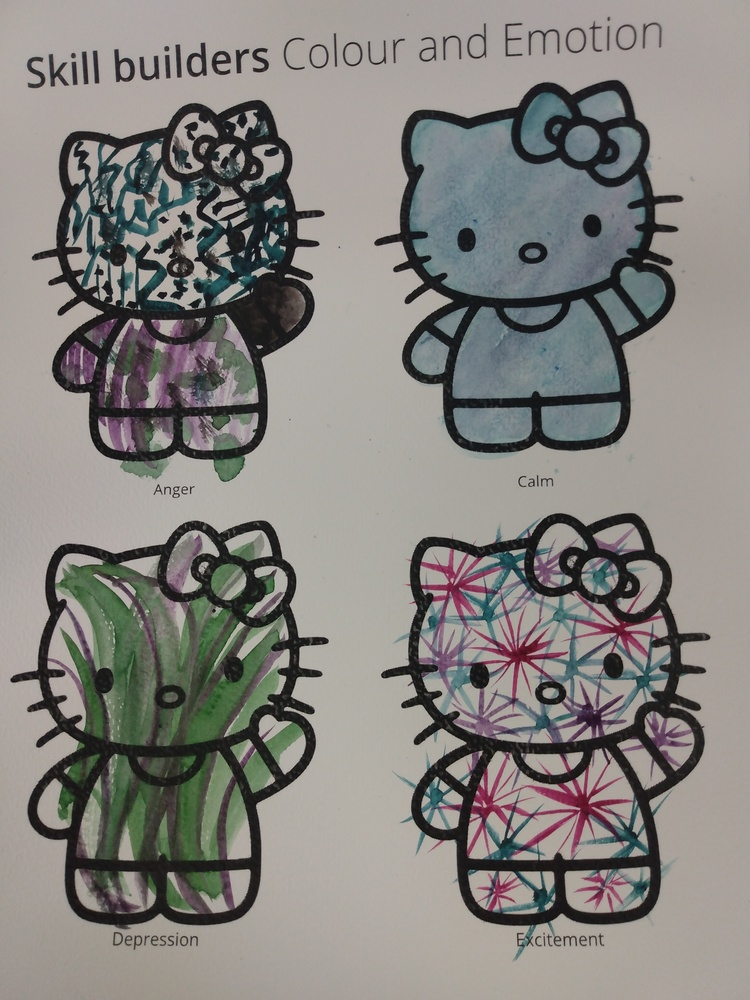 Skill builders Colour and Emotion
Anger
Calm
Depression
Excitement